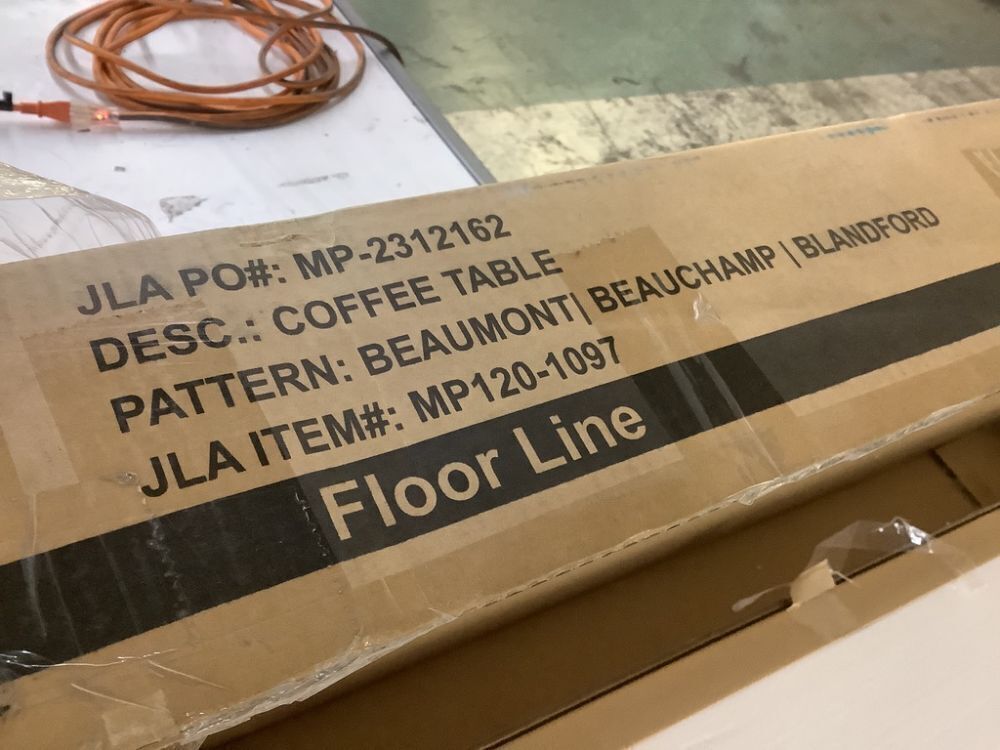 JLA PO#: MP-2312162
DESC.: COFFEE TABLE
PATTERN: BEAUMONT| BEAUCHAMP | BLANDFORD
JLA ITEM#: MP120-1097
Floor Line